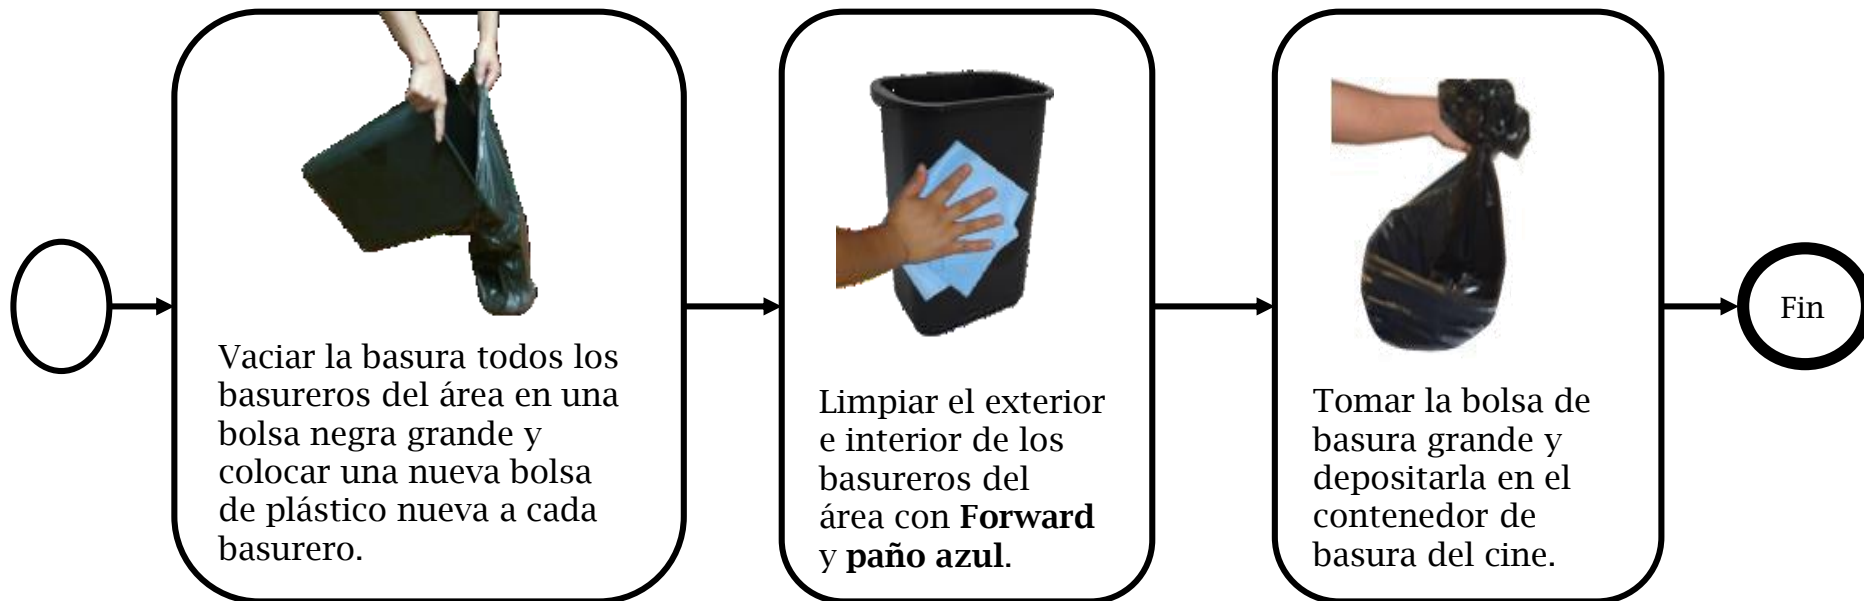 Vaciar la basura todos los
basureros del área en una
bolsa negra grande y
colocar una nueva bolsa
de plástico nueva a cada
basurero.
Limpiar el exterior
e interior de los
basureros del
área con Forward
y paño azul.
Tomar la bolsa de
basura grande y
depositarla en el
contenedor de
basura del cine.
Fin